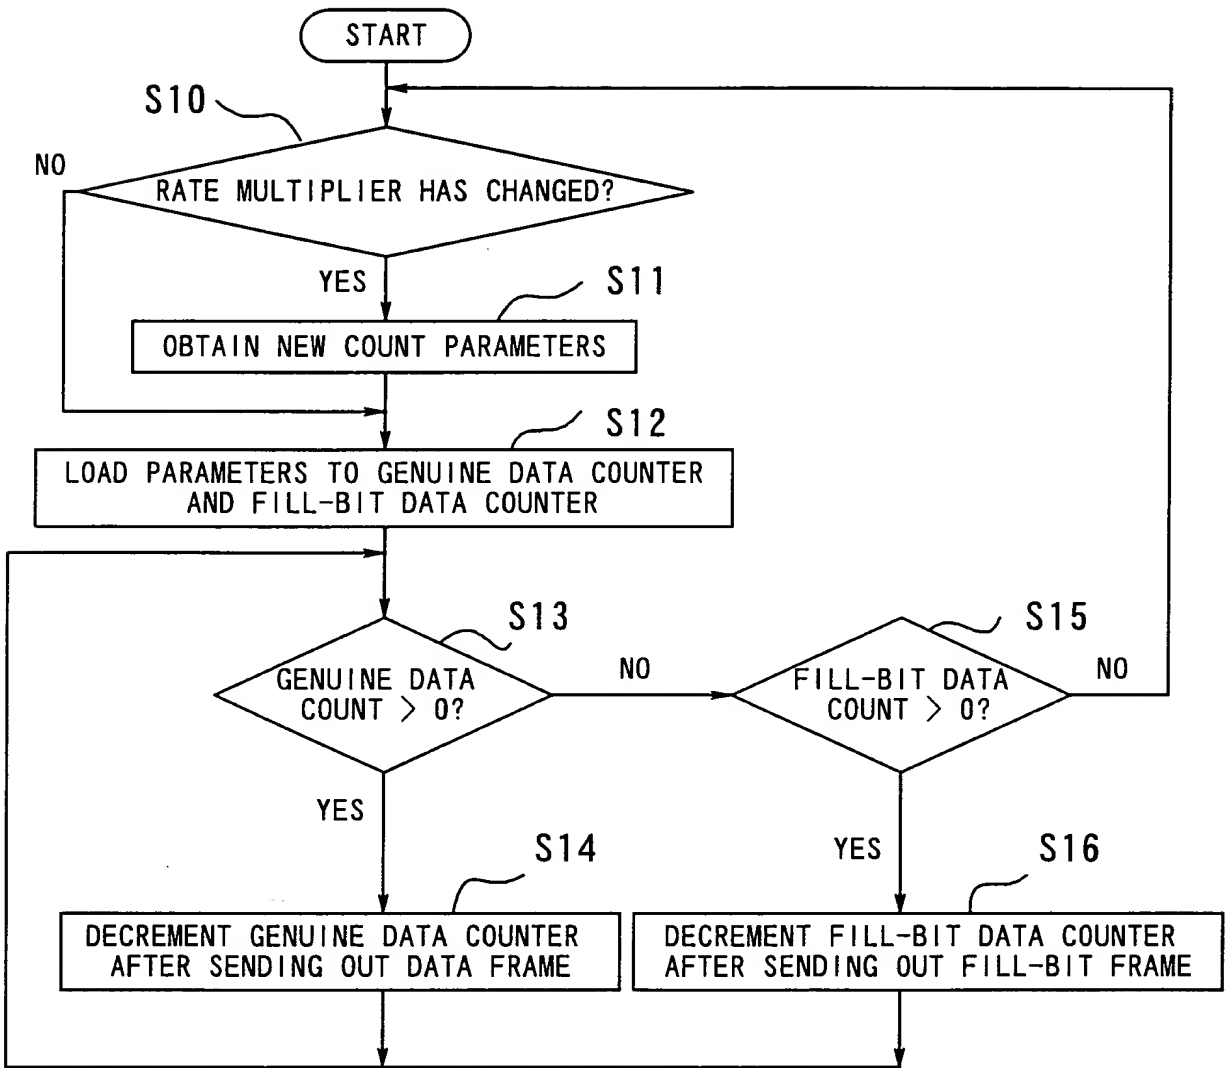 START
S10
NO
RATE MULTIPLIER HAS CHANGED?
YES
S11
OBTAIN NEW COUNT PARAMETERS
S12
LOAD PARAMETERS TO GENUINE DATA COUNTER
AND FILL-BIT DATA COUNTER
S13
GENUINE DATA
COUNT > 0?
NO
S15
FILL-BIT DATA
COUNT > 0?
NO
YES
S14
DECREMENT GENUINE DATA COUNTER
AFTER SENDING OUT DATA FRAME
YES
S16
DECREMENT FILL-BIT DATA COUNTER
AFTER SENDING OUT FILL-BIT FRAME